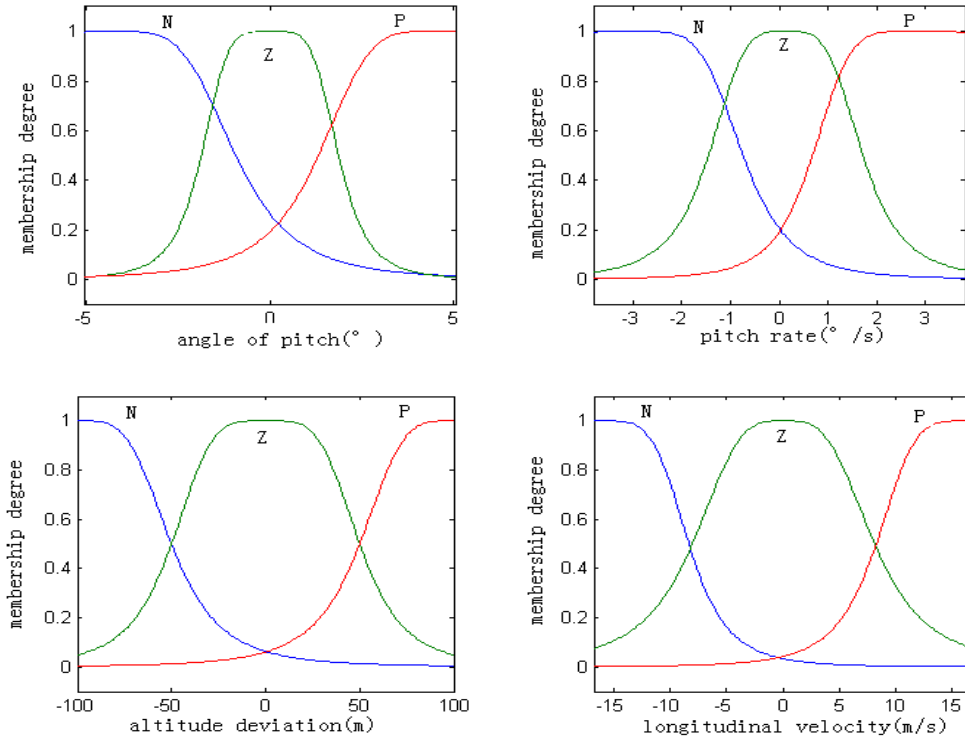 N
P
Z
1
0.8
0.6
0.4
0.2
0
-5
0
5
membership degree
angle of pitch(° )
N
P
Z
1
0.8
0.6
0.4
0.2
0
-3
-2
-1
0
1
2
3
membership degree
pitch rate(° /s)
N
P
Z
1
0.8
0.6
0.4
0.2
0
-100
-50
0
50
100
membership degree
altitude deviation(m)
N
P
Z
1
0.8
0.6
0.4
0.2
0
-15
-10
-5
0
5
10
15
membership degree
longitudinal velocity(m/s)